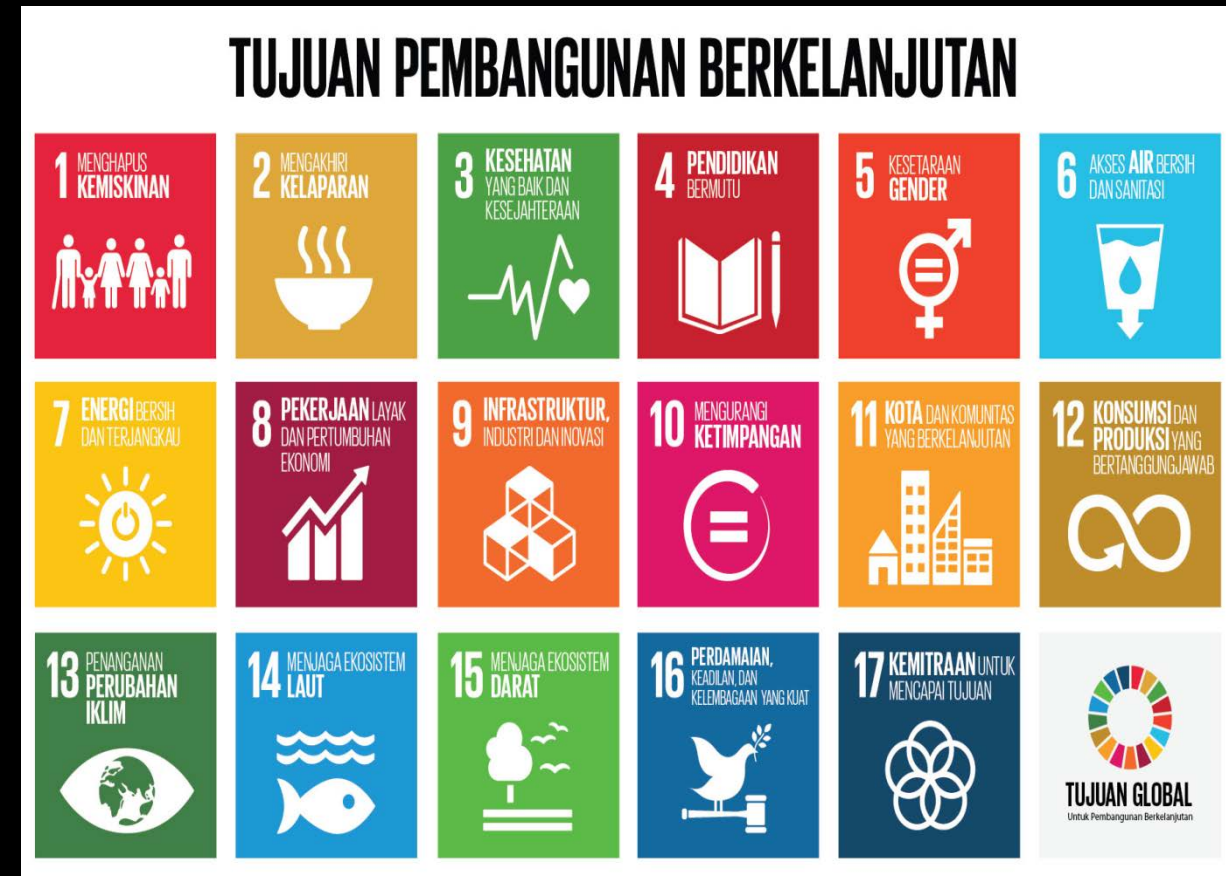 TUJUAN PEMBANGUNAN BERKELANJUTAN
1 MENGHAPUS
KEMISKINAN
2 MENGAKHIRI
KELAPARAN
3 KESEHATAN
YANG BAIK DAN
KESEJAHTERAAN
4 PENDIDIKAN
BERMUTU
5 KESETARAAN
GENDER
6 AKSES AIR BERSIH
DAN SANITASI
7 ENERGI BERSIH
DAN TERJANGKAU
8 PEKERJAAN LAYAK
DAN PERTUMBUHAN
EKONOMI
9 INFRASTRUKTUR,
INDUSTRI DAN INOVASI
10 MENGURANGI
KETIMPANGAN
11 KOTA DAN KOMUNITAS
YANG BERKELANJUTAN
12 KONSUMSI DAN
PRODUKSI YANG
BERTANGGUNGJAWAB
13 PENANGANAN
PERUBAHAN
IKLIM
14 MENJAGA EKOSISTEM
LAUT
15 MENJAGA EKOSISTEM
DARAT
16 PERDAMAIAN,
KEADILAN, DAN
KELEMBAGAAN YANG KUAT
17 KEMITRAAN UNTUK
MENCAPAI TUJUAN
TUJUAN GLOBAL
Untuk Pembangunan Berkelanjutan